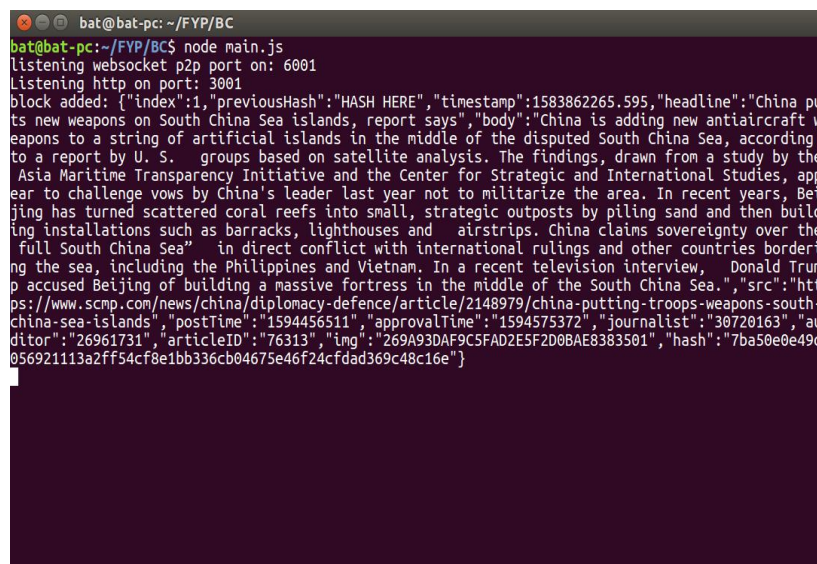 bat@bat-pc: ~/FYP/BC
bat@bat-pc:~/FYP/BC$ node main.js
listening websocket p2p port on: 6001
Listening http on port: 3001
block added: {"index":1,"previousHash":"HASH HERE","timestamp":1583862265.595,"headline":"China pu
ts new weapons on South China Sea islands, report says","body":"China is adding new antiaircraft w
eapons to a string of artificial islands in the middle of the disputed South China Sea, according
to a report by U. S.   groups based on satellite analysis. The findings, drawn from a study by the
 Asia Maritime Transparency Initiative and the Center for Strategic and International Studies, app
ear to challenge vows by China's leader last year not to militarize the area. In recent years, Bei
jing has turned scattered coral reefs into small, strategic outposts by piling sand and then build
ing installations such as barracks, lighthouses and   airstrips. China claims sovereignty over the
 full South China Sea”   in direct conflict with international rulings and other countries borderi
ng the sea, including the Philippines and Vietnam. In a recent television interview,   Donald Trum
p accused Beijing of building a massive fortress in the middle of the South China Sea.","src":"htt
ps://www.scmp.com/news/china/diplomacy-defence/article/2148979/china-putting-troops-weapons-south-
china-sea-islands","postTime":"1594456511","approvalTime":"1594575372","journalist":"30720163","au
ditor":"26961731","articleID":"76313","img":"269A93DAF9C5FAD2E5F2D0BAE8383501","hash":"7ba50e0e49c
056921113a2ff54cf8e1bb336cb04675e46f24cfdad369c48c16e"}